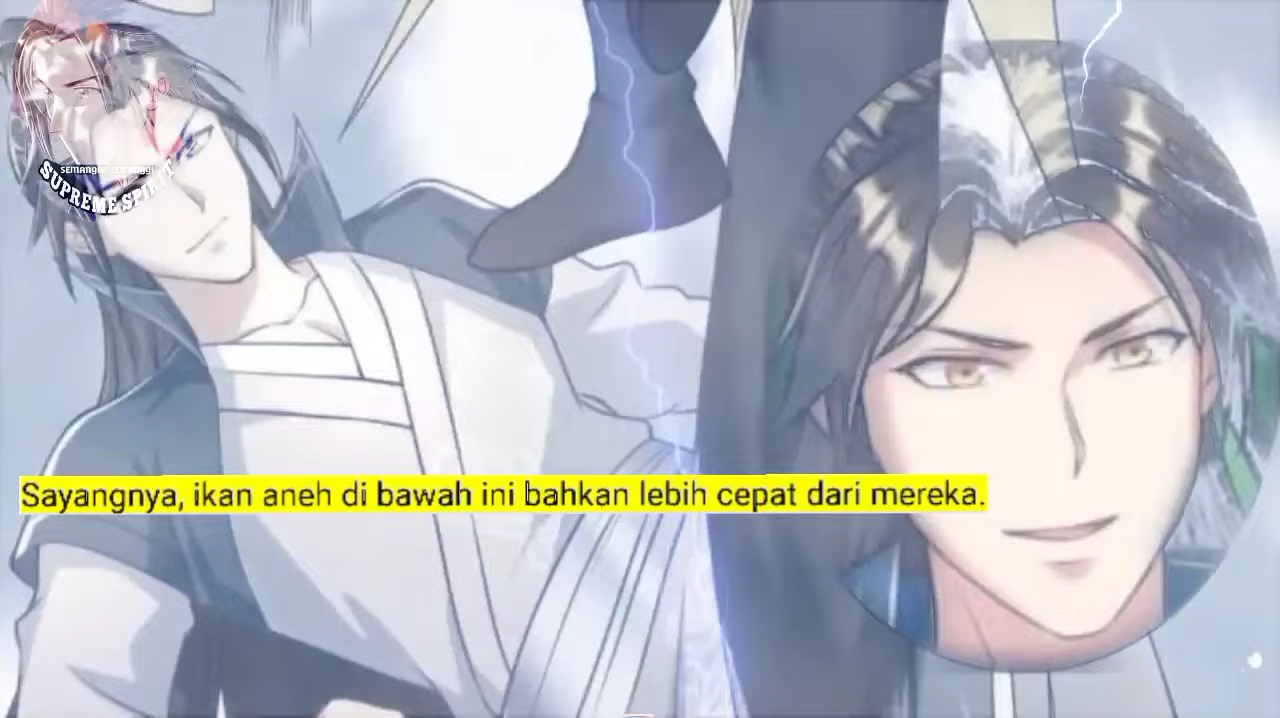 SUPREME SPIRIT
Sayangnya, ikan aneh di bawah ini bahkan lebih cepat dari mereka.